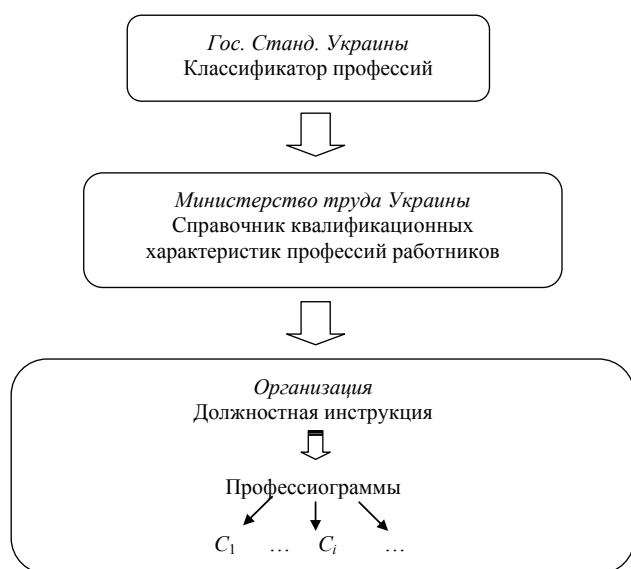 Гос. Станд. Украины
Классификатор профессий
Министерство труда Украины
Справочник квалификационных
характеристик профессий работников
Организация
Должностная инструкция
Профессиограммы
C₁ … Cᵢ …